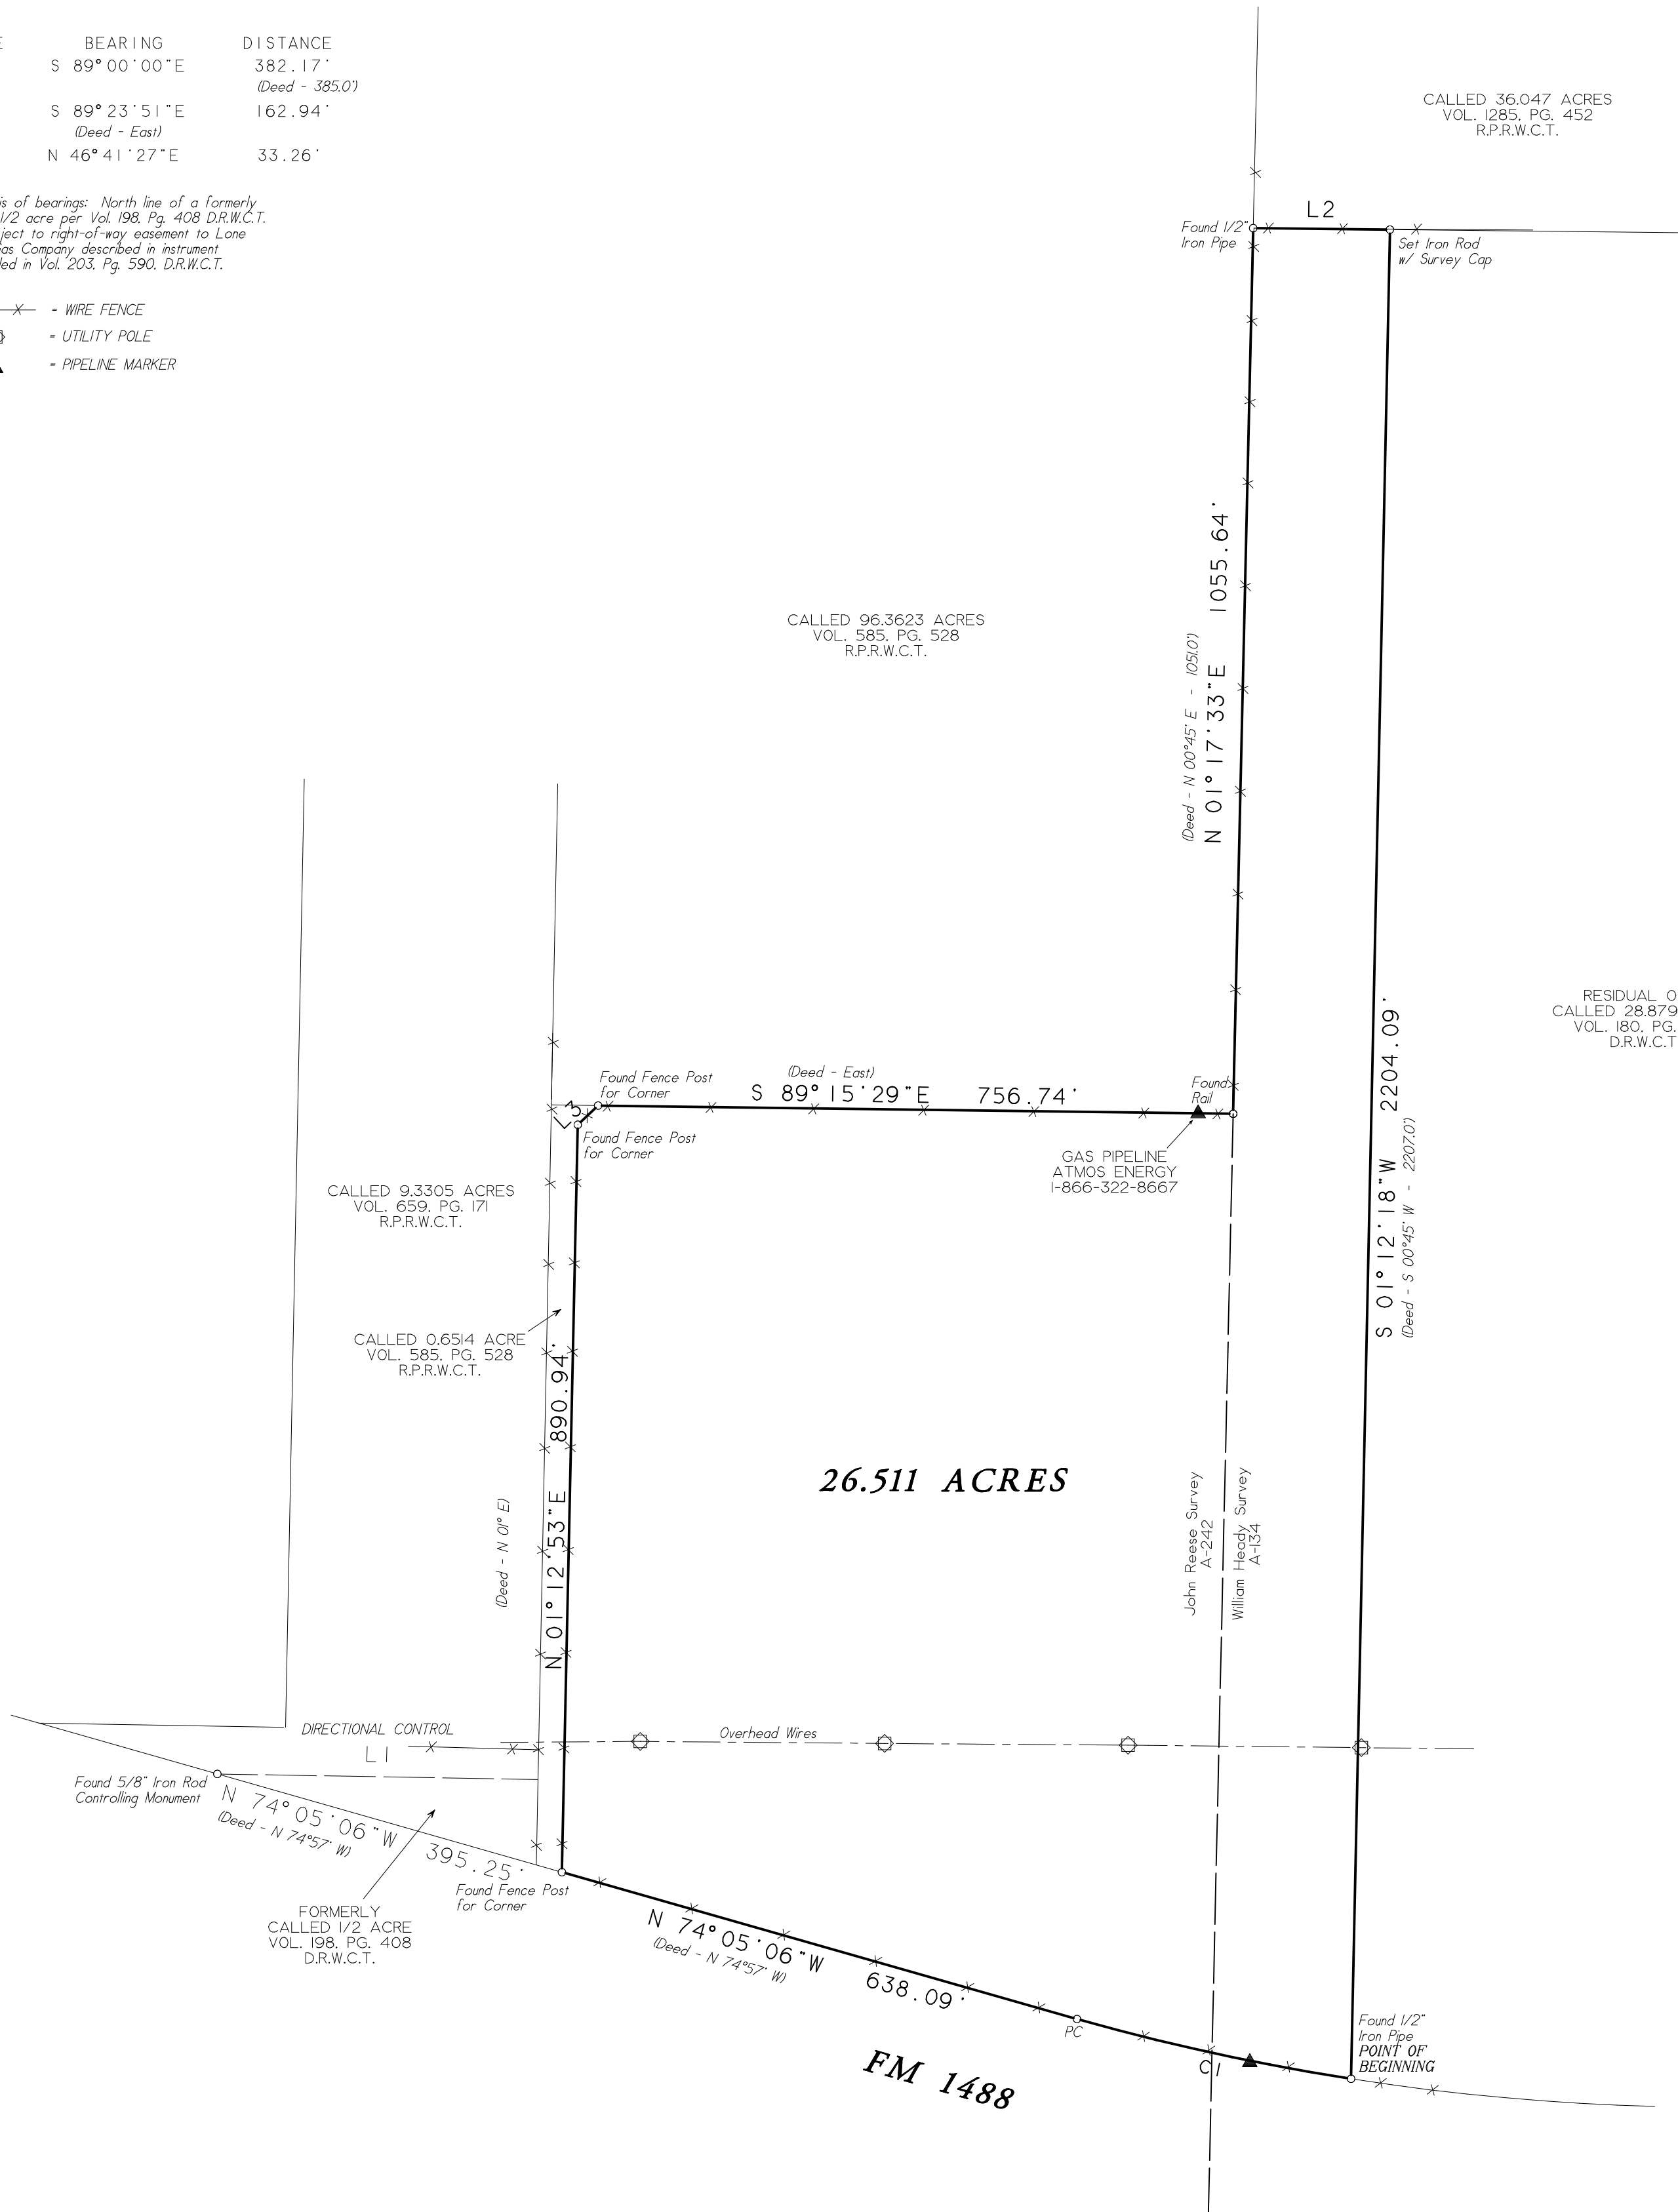 BEARING DISTANCE
S 89°00'00"E 382.17'
(Deed - 385.0')
S 89°23'51"E 162.94'
(Deed - East)
N 46°41'27"E 33.26'
of bearings: North line of a formerly
1/2 acre per Vol. 198, Pg. 408 D.R.W.C.T.
to right-of-way easement to Lone
Company described in instrument
in Vol. 203, Pg. 590, D.R.W.C.T.
= WIRE FENCE
= UTILITY POLE
= PIPELINE MARKER
CALLED 36.047 ACRES
VOL. 1285, PG. 452
R.P.R.W.C.T.
L2
Found 1/2"
Iron Pipe
Set Iron Rod
w/ Survey Cap
N 01°17'33"E 1055.64'
(Deed - N 00°45' E - 1051.0')
CALLED 96.3623 ACRES
VOL. 585, PG. 528
R.P.R.W.C.T.
RESIDUAL
CALLED 28.879
VOL. 180, PG.
D.R.W.C.T
S 01°12'18"W 2204.09'
(Deed - S 00°45' W - 2207.0')
(Deed - East)
S 89°15'29"E 756.74'
Found Fence Post
for Corner
L3
Found Fence Post
for Corner
Found
Rail
GAS PIPELINE
ATMOS ENERGY
1-866-322-8667
CALLED 9.3305 ACRES
VOL. 659, PG. 171
R.P.R.W.C.T.
CALLED 0.6514 ACRE
VOL. 585, PG. 528
R.P.R.W.C.T.
N 01°12'53"E 890.94'
(Deed - N 01° E)
26.511 ACRES
John Reese Survey
A-242
William Heady Survey
A-134
DIRECTIONAL CONTROL
L1
Overhead Wires
Found 5/8" Iron Rod
Controlling Monument
N 74°05'06"W 395.25'
(Deed - N 74°57' W)
Found Fence Post
for Corner
FORMERLY
CALLED 1/2 ACRE
VOL. 198, PG. 408
D.R.W.C.T.
N 74°05'06"W 638.09'
(Deed - N 74°57' W)
PC
C1
Found 1/2"
Iron Pipe
POINT OF
BEGINNING
FM 1488